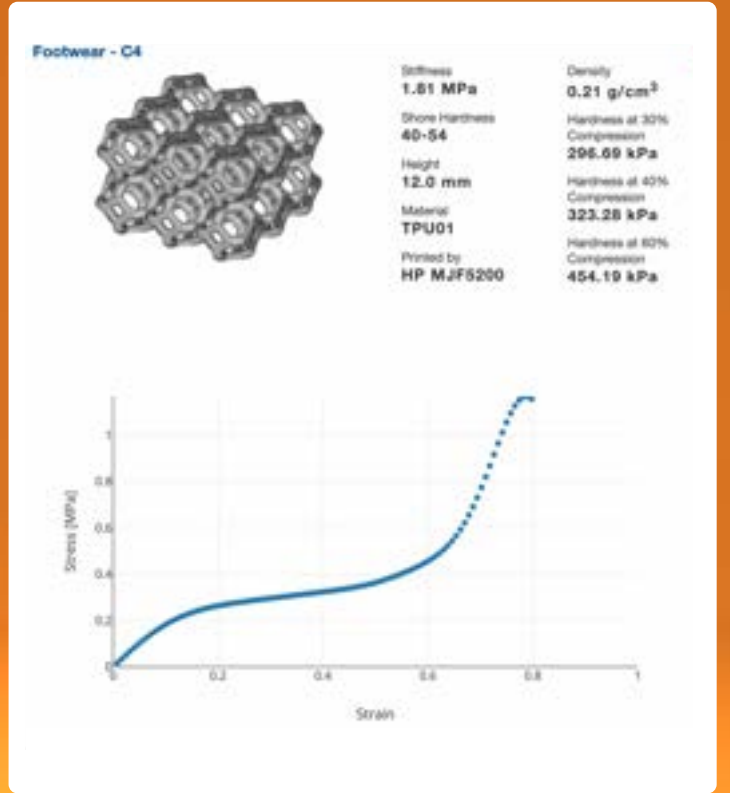 Footwear - C4
Stiffness
1.81 MPa
Shore Hardness
40-54
Height
12.0 mm
Material
TPU01
Printed by
HP MJF5200
Density
0.21 g/cm³
Hardness at 30%
Compression
296.69 kPa
Hardness at 40%
Compression
323.28 kPa
Hardness at 60%
Compression
454.19 kPa
Stress [MPa]
1
0.8
0.6
0.4
0.2
0
0
0.2
0.4
0.6
0.8
1
Strain